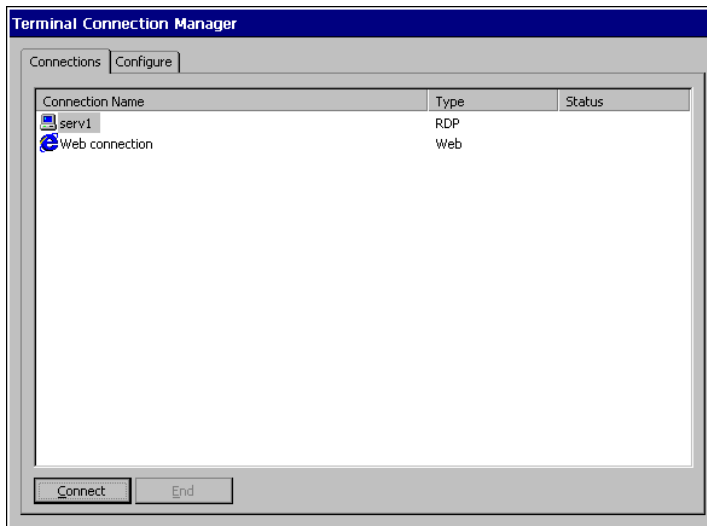 Terminal Connection Manager
Connections Configure
Connection Name Type Status
serv1 RDP
Web connection Web
Connect End